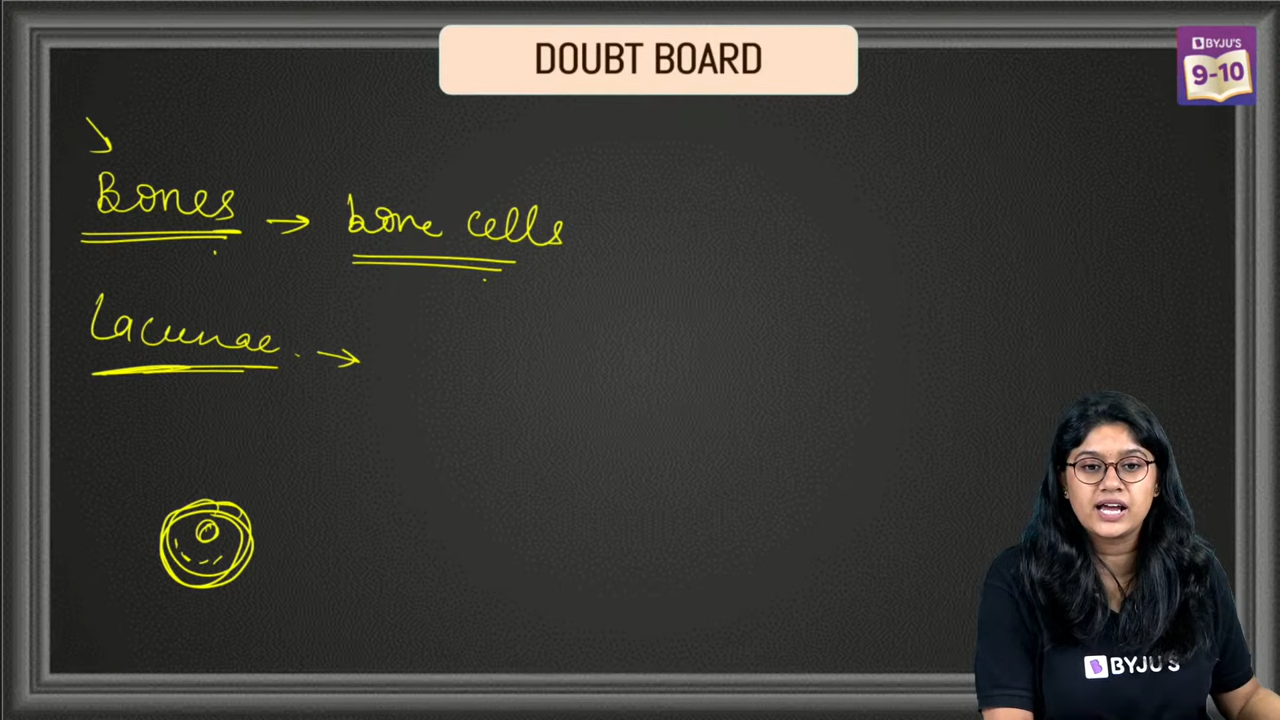 DOUBT BOARD
BYJU'S
9-10
Bones → bone cells
Lacunae. →
BYJU'S